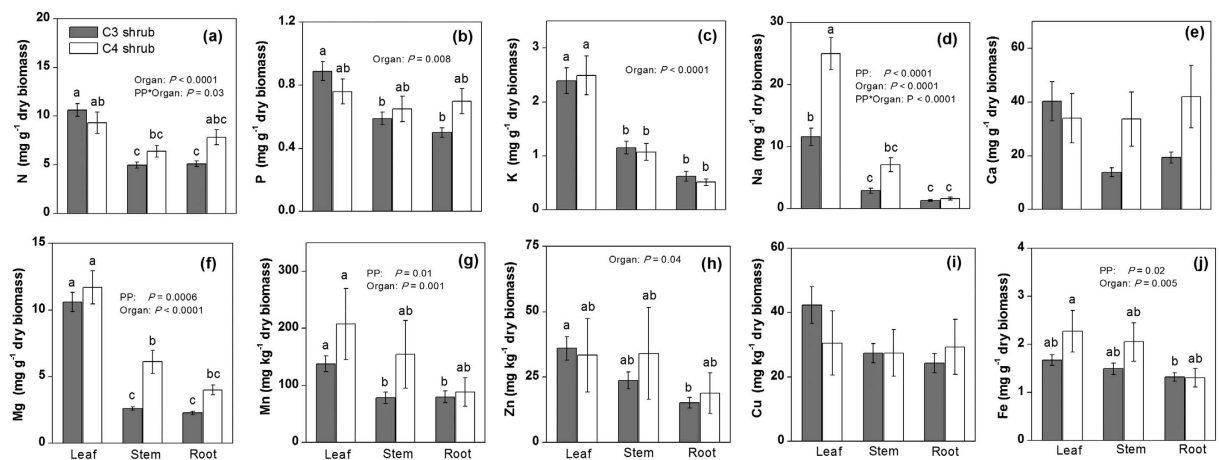 C3 shrub
C4 shrub
(a)
Organ: P < 0.0001
PP*Organ: P = 0.03
a
ab
c
bc
c
abc
20
15
10
5
0
N (mg g-1 dry biomass)
(b)
Organ: P = 0.008
a
ab
b
ab
b
ab
1.2
0.8
0.4
0.0
P (mg g-1 dry biomass)
(c)
Organ: P < 0.0001
a
a
b
b
b
b
3
2
1
0
K (mg g-1 dry biomass)
(d)
PP: P < 0.0001
Organ: P < 0.0001
PP*Organ: P < 0.0001
b
a
c
bc
c
c
30
20
10
0
Na (mg g-1 dry biomass)
(e)
60
40
20
0
Ca (mg g-1 dry biomass)
(f)
PP: P = 0.0006
Organ: P < 0.0001
a
a
c
b
c
bc
15
10
5
0
Mg (mg g-1 dry biomass)
Leaf Stem Root
(g)
PP: P = 0.01
Organ: P = 0.001
a
a
b
ab
b
ab
300
200
100
0
Mn (mg kg-1 dry biomass)
Leaf Stem Root
(h)
Organ: P = 0.04
a
ab
ab
ab
b
ab
75
50
25
0
Zn (mg kg-1 dry biomass)
Leaf Stem Root
(i)
60
40
20
0
Cu (mg kg-1 dry biomass)
Leaf Stem Root
(j)
PP: P = 0.02
Organ: P = 0.005
ab
a
ab
ab
b
ab
4
3
2
1
0
Fe (mg g-1 dry biomass)
Leaf Stem Root